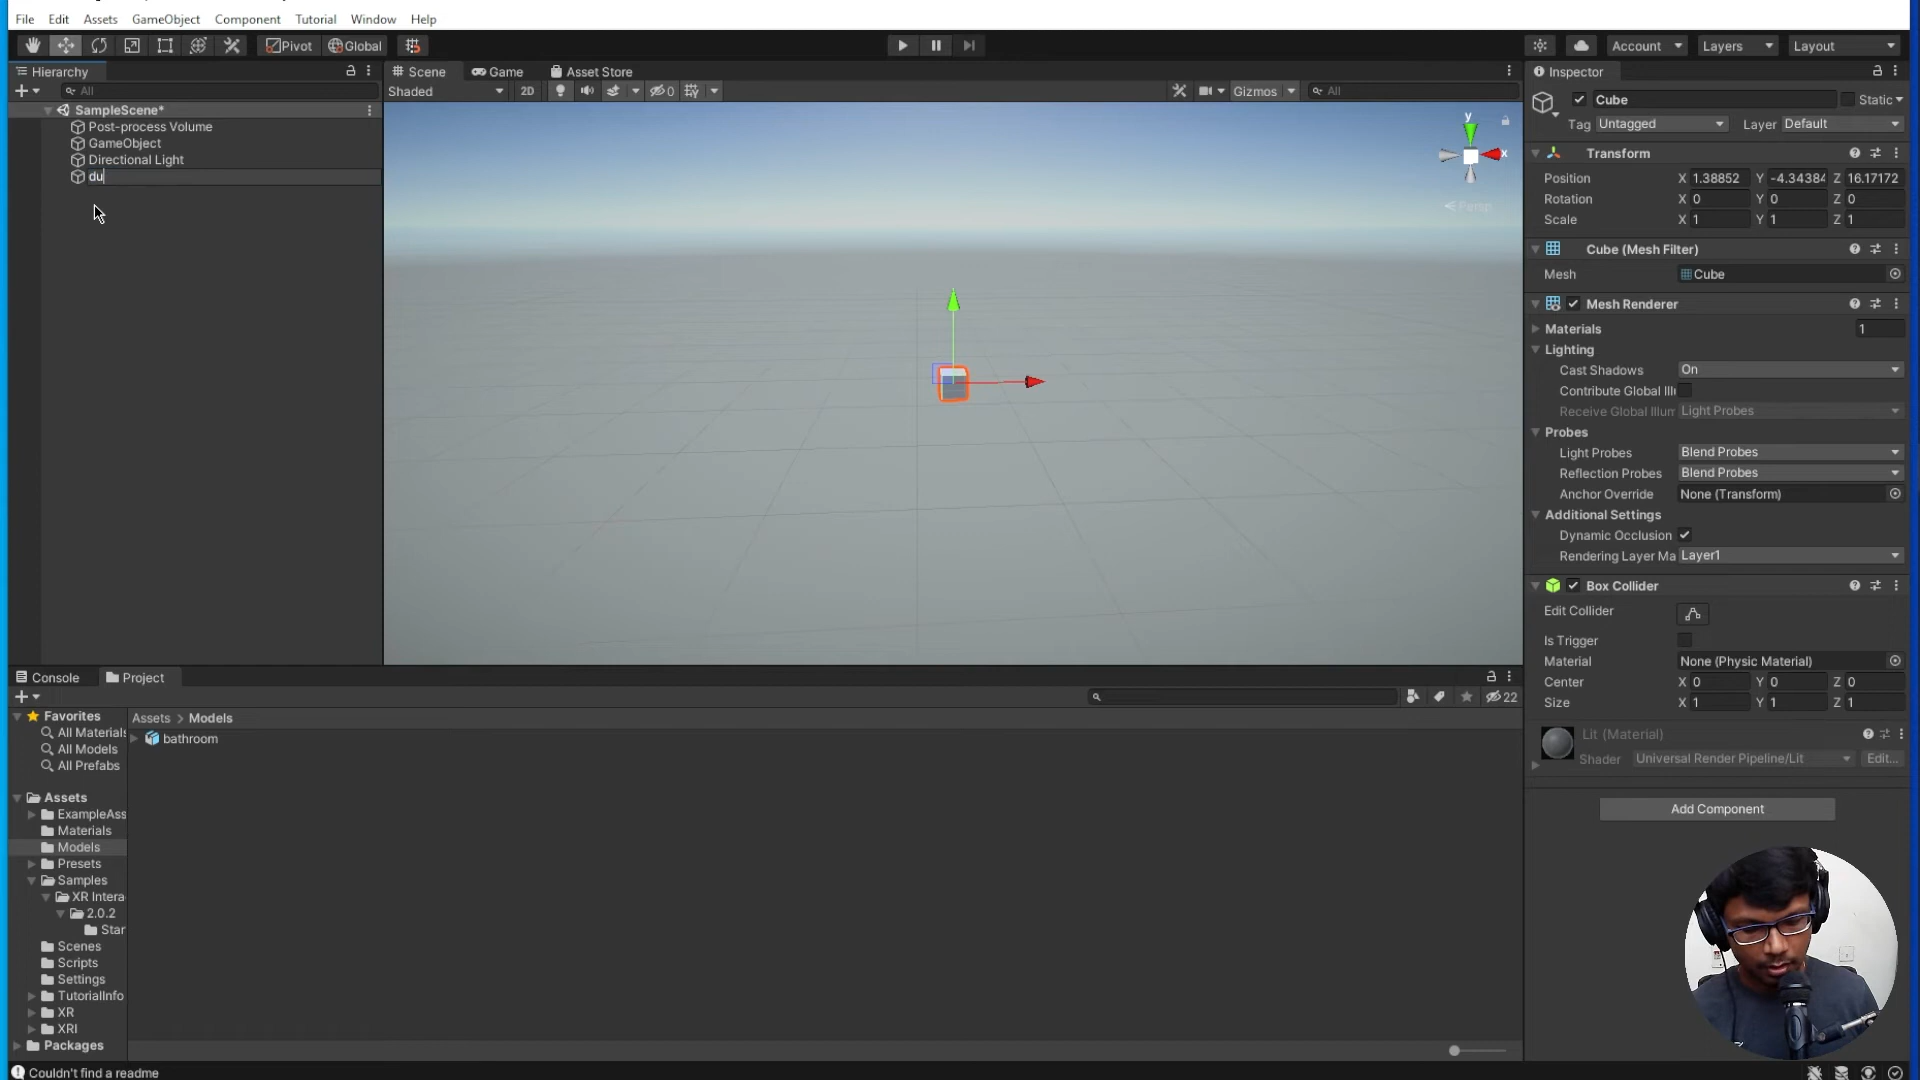 File Edit Assets GameObject Component Tutorial Window Help
Pivot Global Account Layers Layout
Hierarchy Scene Game Asset Store Inspector
All Shaded 2D 0 Gizmos All
SampleScene*
Post-process Volume
GameObject
Directional Light
du
y
x
Persp
Cube Static
Tag Untagged Layer Default
Transform
Position X 1.38852 Y -4.34384 Z 16.17172
Rotation X 0 Y 0 Z 0
Scale X 1 Y 1 Z 1
Cube (Mesh Filter)
Mesh Cube
Mesh Renderer
Materials 1
Lighting
Cast Shadows On
Contribute Global Illu
Receive Global Illum Light Probes
Probes
Light Probes Blend Probes
Reflection Probes Blend Probes
Anchor Override None (Transform)
Additional Settings
Dynamic Occlusion
Rendering Layer Ma Layer1
Box Collider
Edit Collider
Is Trigger
Material None (Physic Material)
Center X 0 Y 0 Z 0
Size X 1 Y 1 Z 1
Lit (Material)
Shader Universal Render Pipeline/Lit Edit...
Add Component
Console Project
22
Favorites
All Materials
All Models
All Prefabs
Assets
ExampleAss
Materials
Models
Presets
Samples
XR Intera
2.0.2
Star
Scenes
Scripts
Settings
TutorialInfo
XR
XRI
Packages
Assets > Models
bathroom
Couldn't find a readme